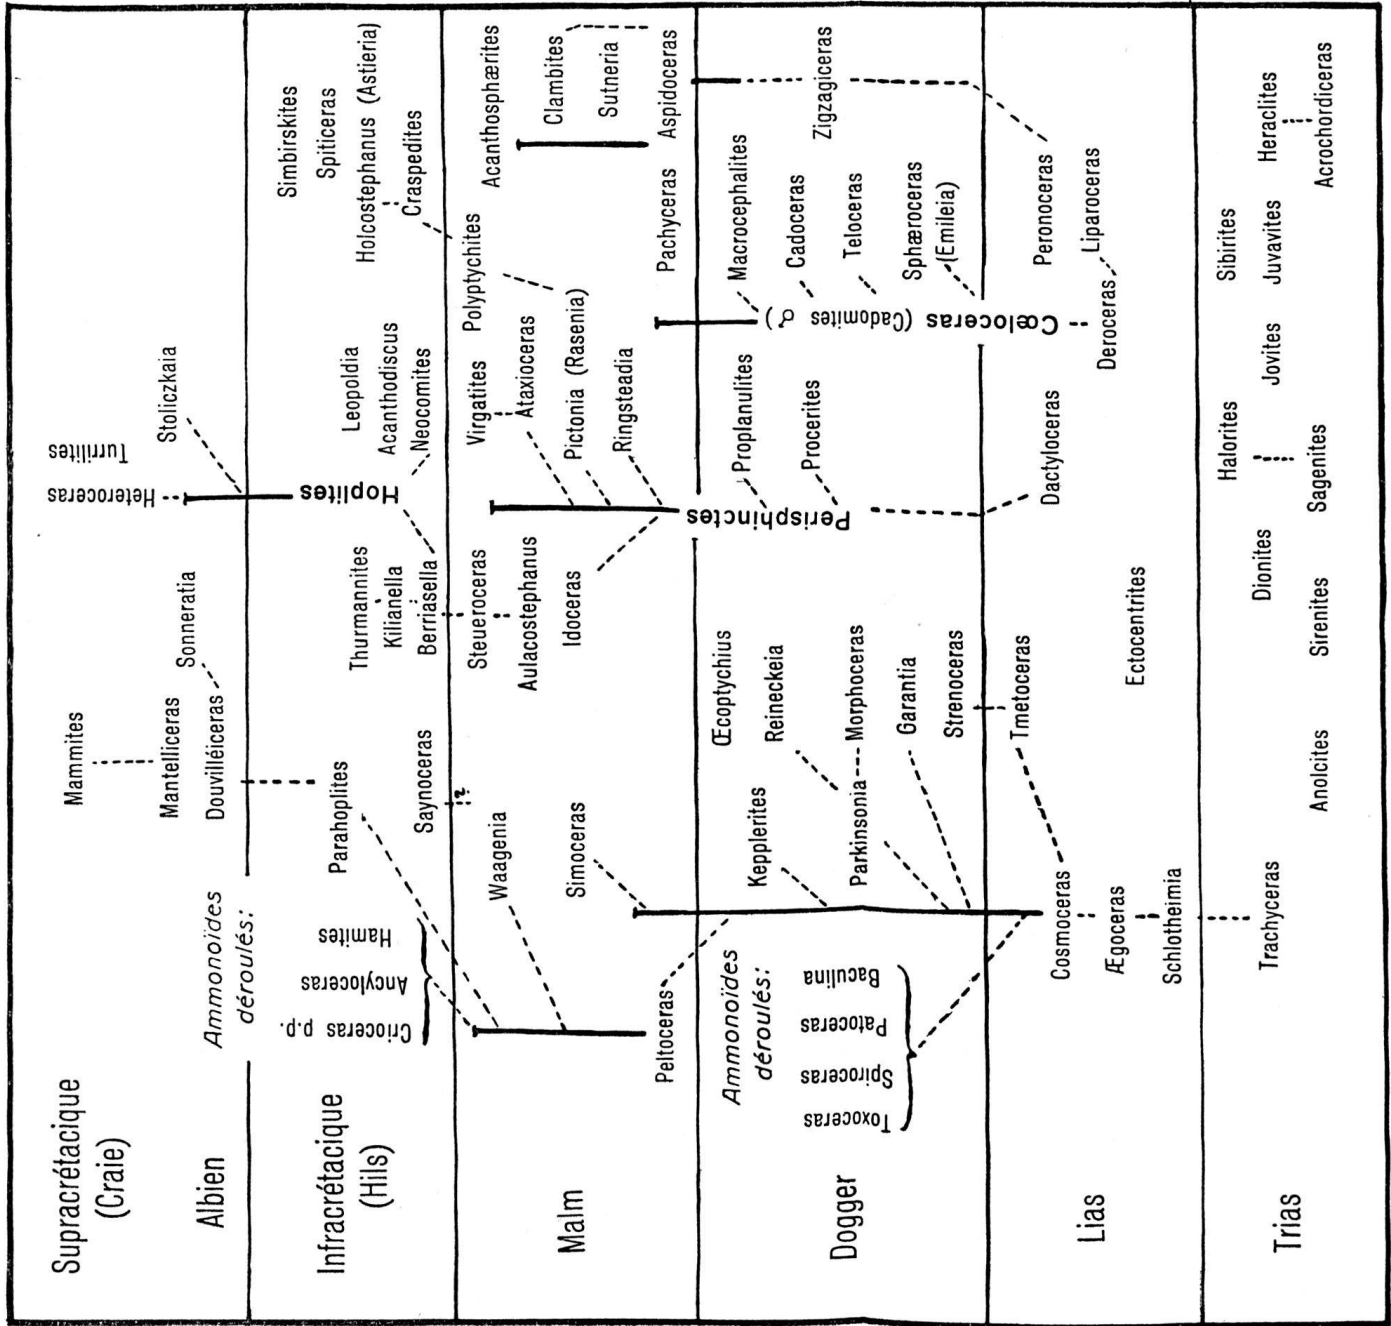 Supracrétacique
(Craie)
Mammites
Turrilites
Heteroceras
Albien
Mantelliceras
Douvilléiceras
Sonneratia
Stoliczkaia
Ammonoïdes
déroulés:
Infracrétacique
(Hils)
Crioceras p.p.
Ancyloceras
Hamites
Parahoplites
Saynoceras
Thurmannites
Kilianella
Berriasella
Hoplites
Leopoldia
Acanthodiscus
Neocomites
Simbirskites
Spiticeras
Holcostephanus (Astieria)
Craspedites
Malm
Peltoceras
Waagenia
?
Simoceras
Steueroceras
Aulacostephanus
Idoceras
Virgatites
Ataxioceras
Pictonia (Rasenia)
Ringsteadia
Polyptychites
Pachyceras
Acanthosphærites
Clambites
Sutneria
Aspidoceras
Dogger
Ammonoïdes
déroulés:
Toxoceras
Spiroceras
Patoceras
Baculina
Kepplerites
Parkinsonia
Œcoptychius
Reineckeia
Morphoceras
Garantia
Strenoceras
Perisphinctes
Proplanulites
Procerites
Macrocephalites
Cadoceras
Teloceras
Sphæroceras
(Emileia)
Cœloceras (Cadomites ♂)
Zigzagiceras
Lias
Cosmoceras
Ægoceras
Schlotheimia
Tmetoceras
Ectocentrites
Dactyloceras
Deroceras
Liparoceras
Peronoceras
Trias
Trachyceras
Anolcites
Dionites
Sirenites
Halorites
Sagenites
Jovites
Sibirites
Juvavites
Heraclites
Acrochordiceras